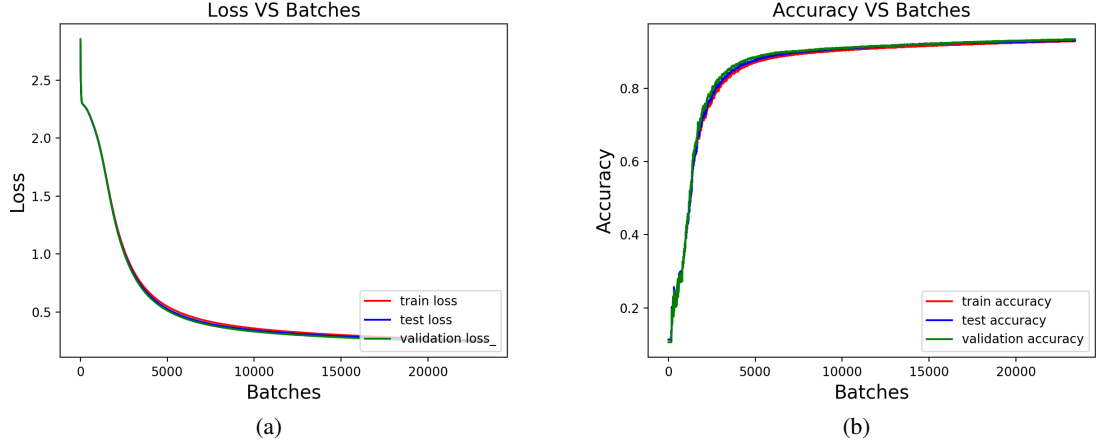 Loss VS Batches
2.5
2.0
1.5
1.0
0.5
Loss
0
5000
10000
15000
20000
Batches
train loss
test loss
validation loss_
(a)
Accuracy VS Batches
0.8
0.6
0.4
0.2
Accuracy
0
5000
10000
15000
20000
Batches
train accuracy
test accuracy
validation accuracy
(b)